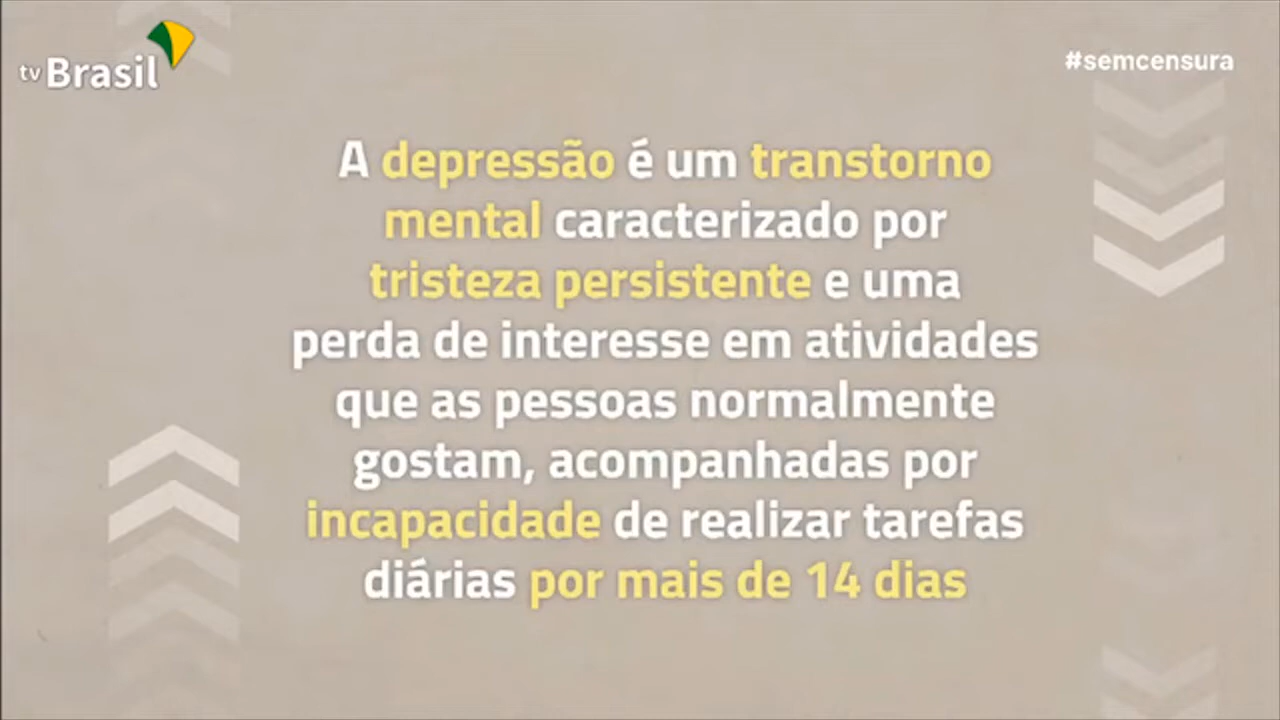 tv Brasil
#semcensura
A depressão é um transtorno
mental caracterizado por
tristeza persistente e uma
perda de interesse em atividades
que as pessoas normalmente
gostam, acompanhadas por
incapacidade de realizar tarefas
diárias por mais de 14 dias